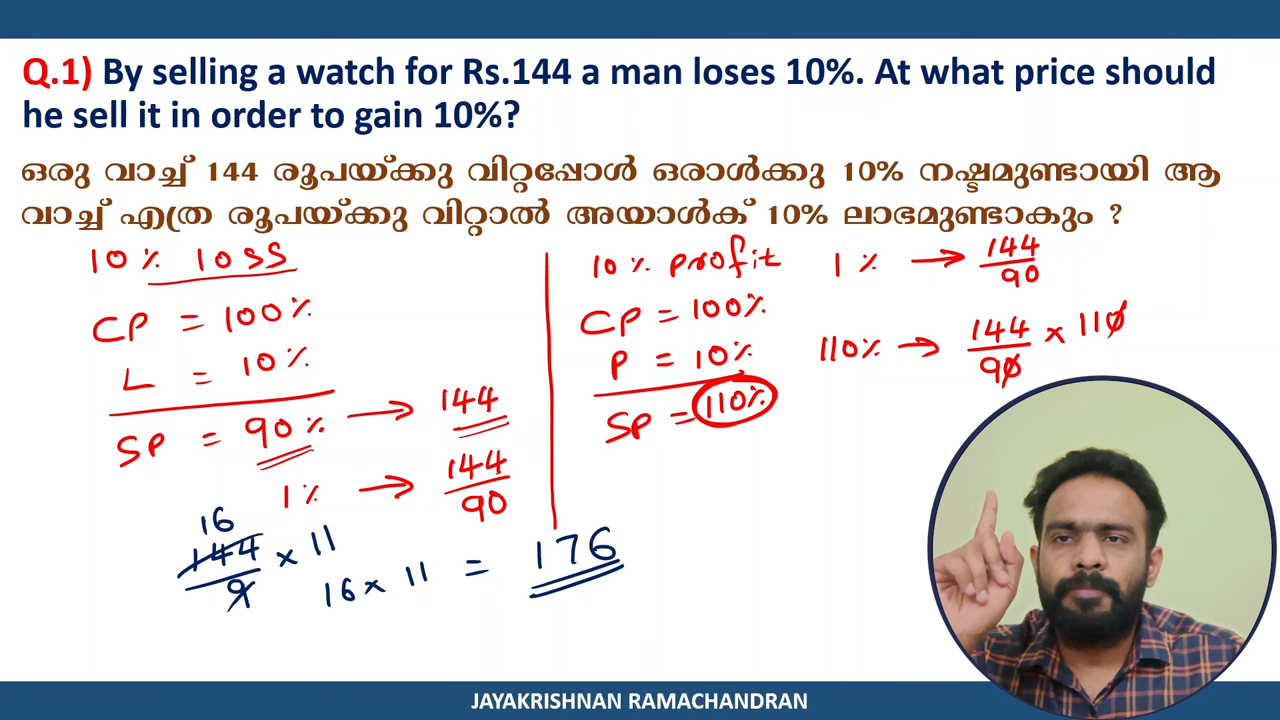 Q.1) By selling a watch for Rs.144 a man loses 10%. At what price should
he sell it in order to gain 10%?
ഒരു വാച്ച് 144 രൂപയ്ക്കു വിറ്റപ്പോൾ ഒരാൾക്കു 10% നഷ്ടമുണ്ടായി ആ
വാച്ച് എത്ര രൂപയ്ക്കു വിറ്റാൽ അയാൾക് 10% ലാഭമുണ്ടാകും ?
10% loss
CP = 100%
L = 10%
SP = 90% → 144
1% → 144/90
144/9 × 11
16
16 × 11 = 176
10% profit
CP = 100%
P = 10%
SP = 110%
1% → 144/90
110% → 144/90 × 110
JAYAKRISHNAN RAMACHANDRAN